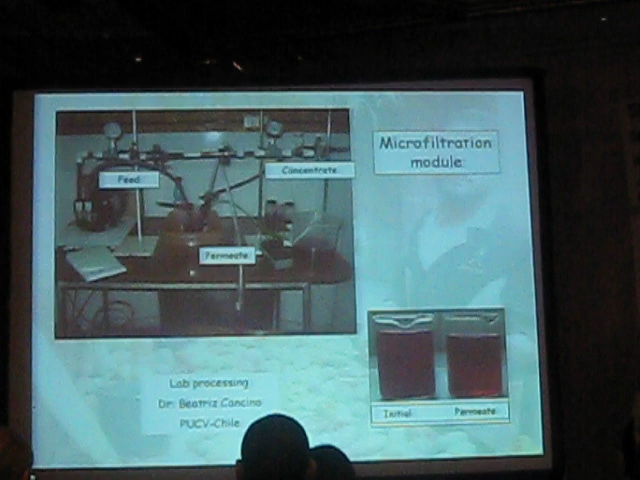 Microfiltration
module:
Feed
Concentrate
Permeate
Initial
Permeate
Lab processing
Dr. Beatriz Cancino
PUCV-Chile